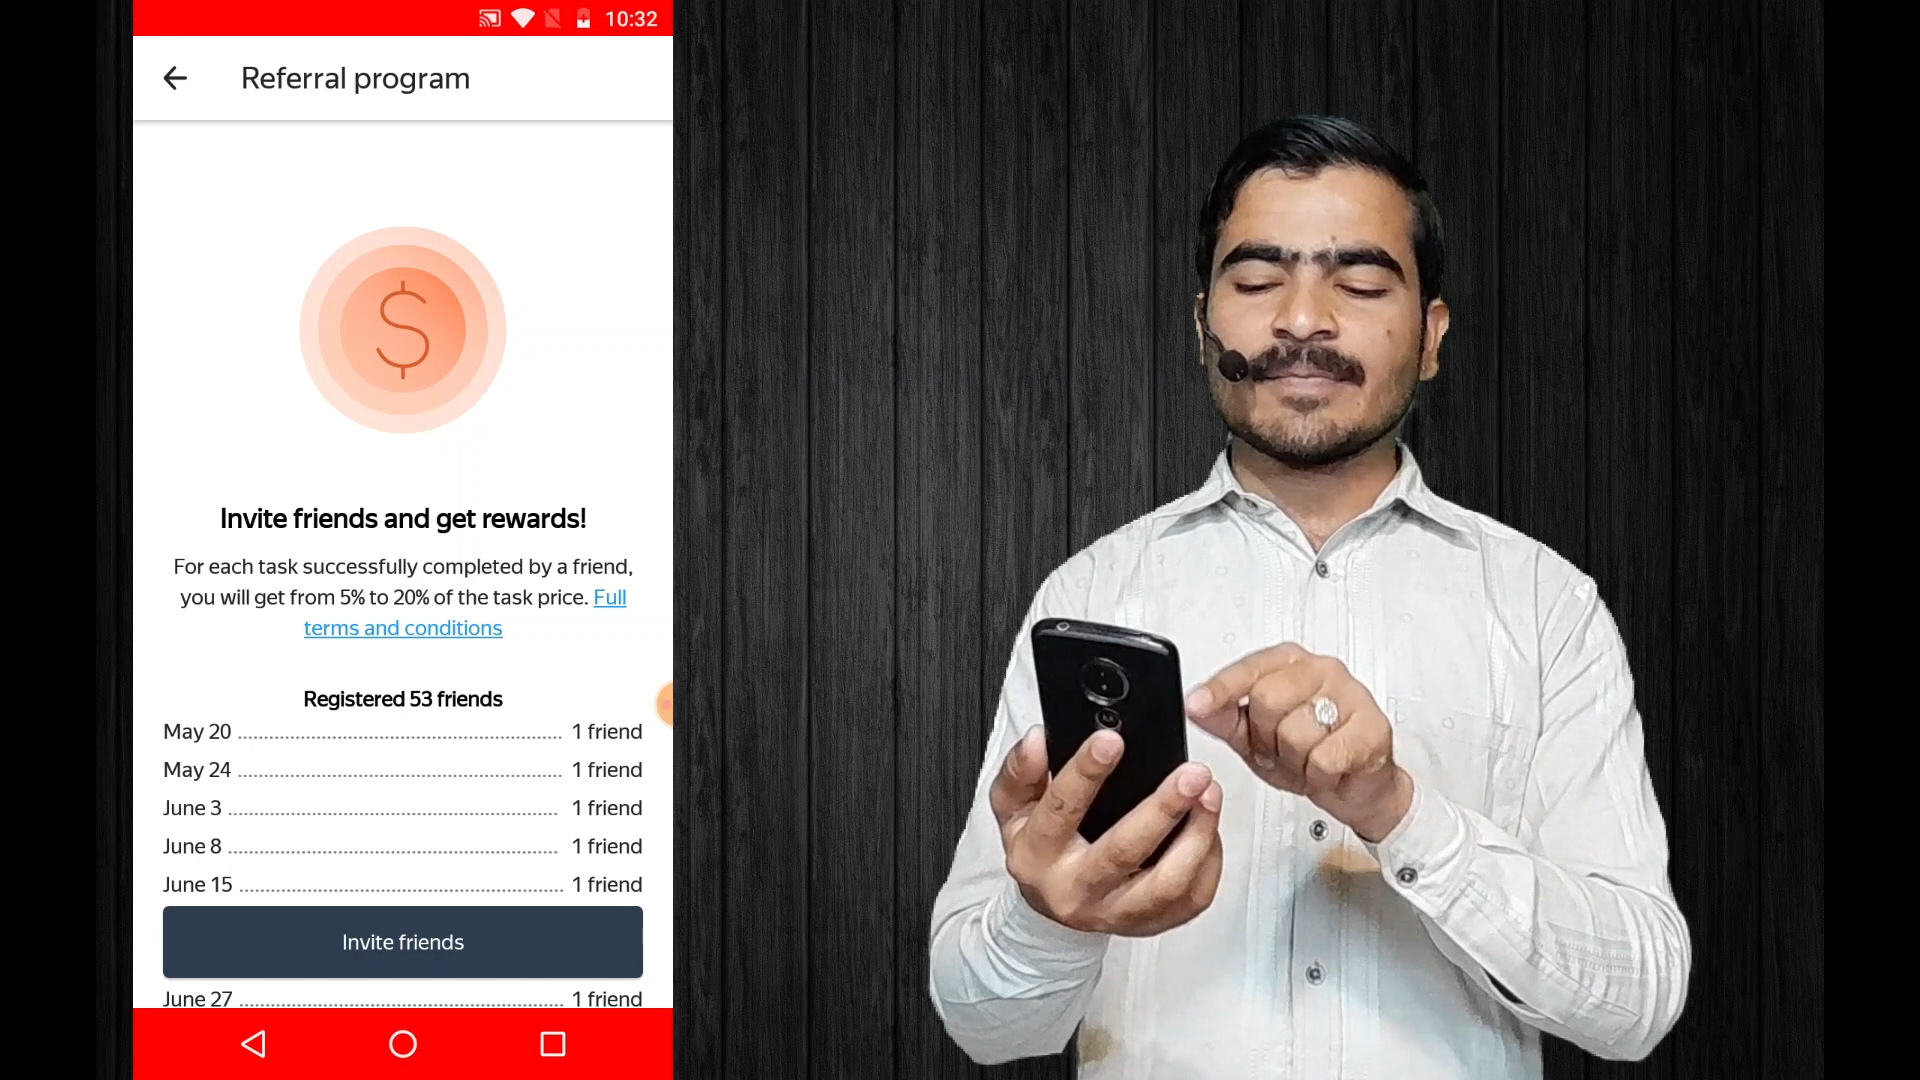 10:32
Referral program
$
Invite friends and get rewards!
For each task successfully completed by a friend,
you will get from 5% to 20% of the task price. Full
terms and conditions
Registered 53 friends
May 20 1 friend
May 24 1 friend
June 3 1 friend
June 8 1 friend
June 15 1 friend
Invite friends
June 27 1 friend